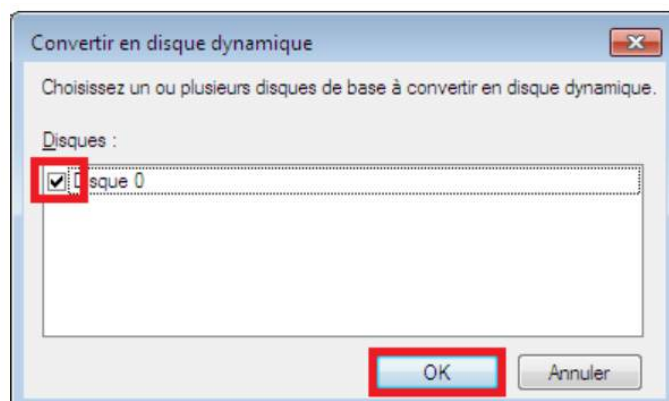 Convertir en disque dynamique
Choisissez un ou plusieurs disques de base à convertir en disque dynamique.
Disques :
Disque 0
OK
Annuler